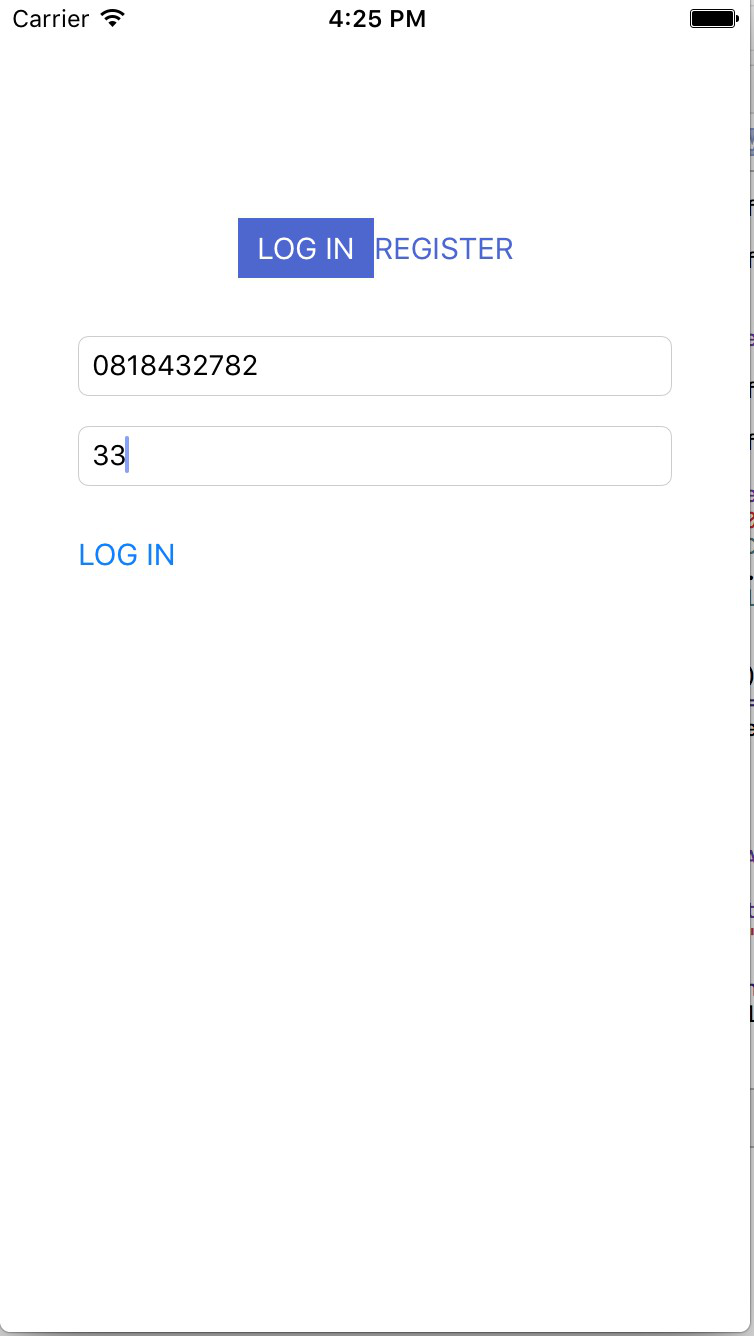 Carrier 4:25 PM
LOG IN REGISTER
0818432782
33
LOG IN